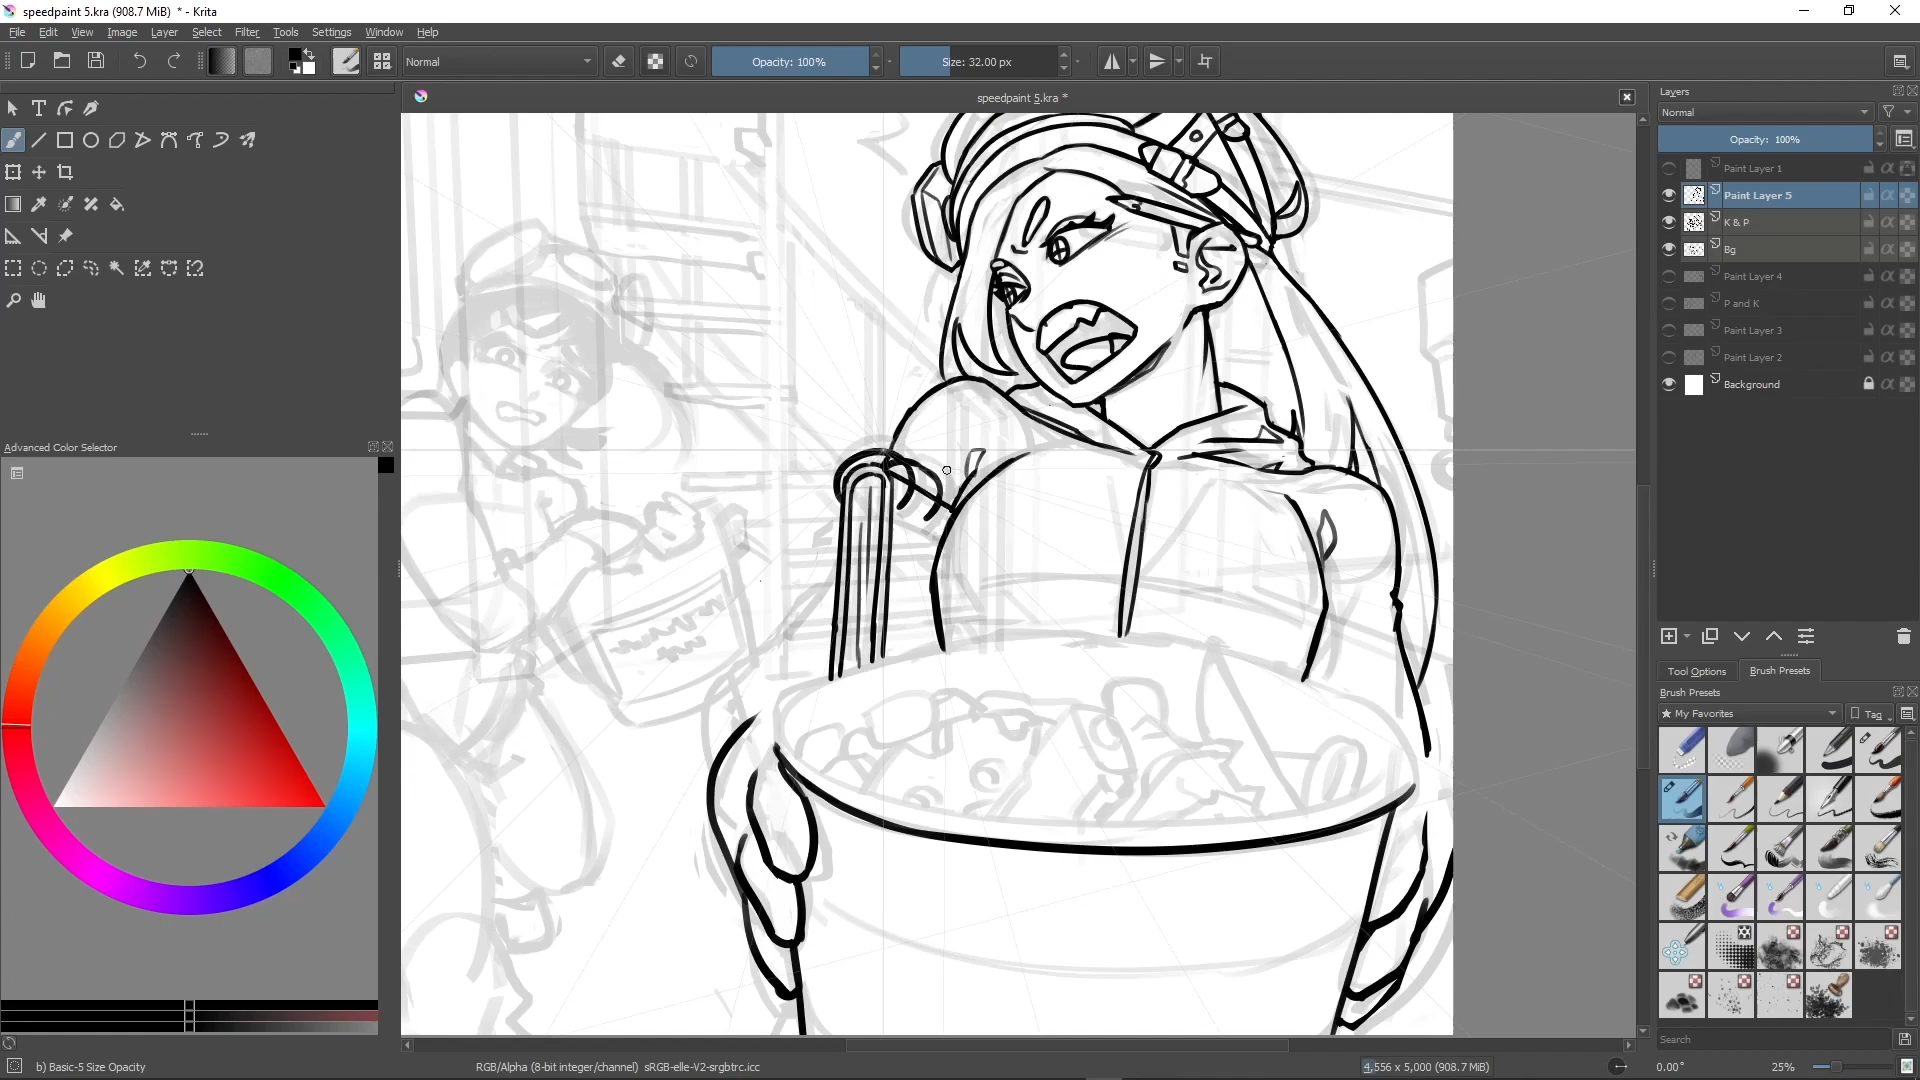 speedpaint 5.kra (908.7 MiB) * - Krita
File Edit View Image Layer Select Filter Tools Settings Window Help
Normal
Opacity: 100%
Size: 32.00 px
speedpaint 5.kra *
Layers
Normal
Opacity: 100%
Paint Layer 1
Paint Layer 5
K & P
Bg
Paint Layer 4
P and K
Paint Layer 3
Paint Layer 2
Background
Advanced Color Selector
Tool Options Brush Presets
Brush Presets
My Favorites
Tag
Search
b) Basic-5 Size Opacity
RGB/Alpha (8-bit integer/channel) sRGB-elle-V2-srgbtrc.icc
4,556 x 5,000 (908.7 MiB)
0.00°
25%